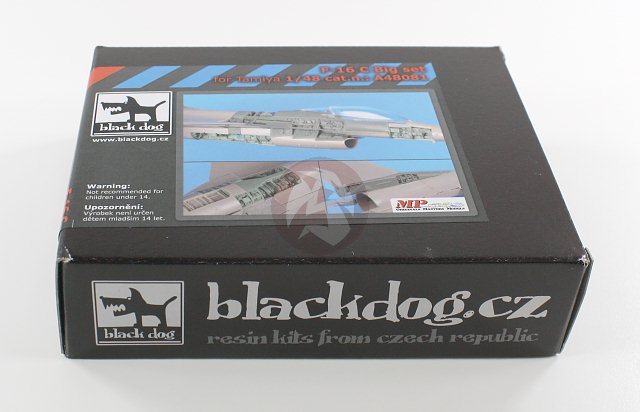 F-16 C Big set
for Tamiya 1/48 cat.n.: A48081
black dog
www.blackdog.cz
Warning:
Not recommended for
children under 14.
Upozornění:
Výrobek není určen
dětem mladším 14 let.
MP
black dog
blackdog.cz
resin kits from czech republic